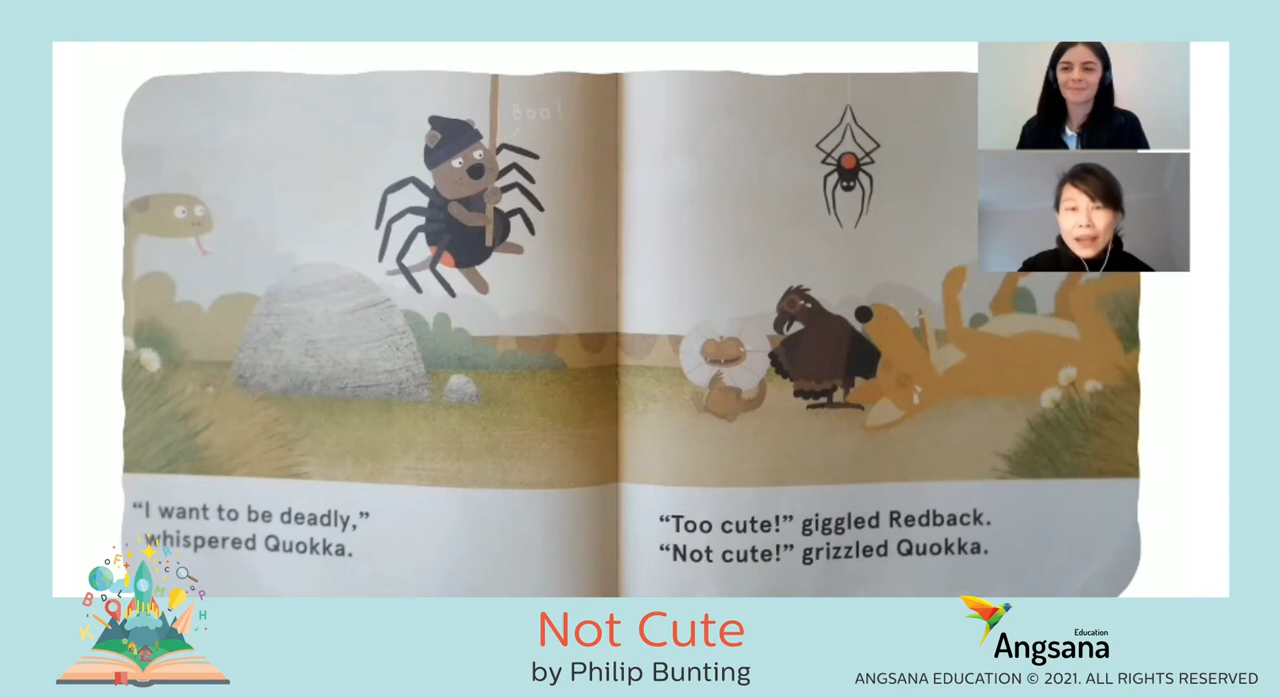 Boo!
“I want to be deadly,”
whispered Quokka.
“Too cute!” giggled Redback.
“Not cute!” grizzled Quokka.
Not Cute
by Philip Bunting
Education
Angsana
ANGSANA EDUCATION © 2021. ALL RIGHTS RESERVED